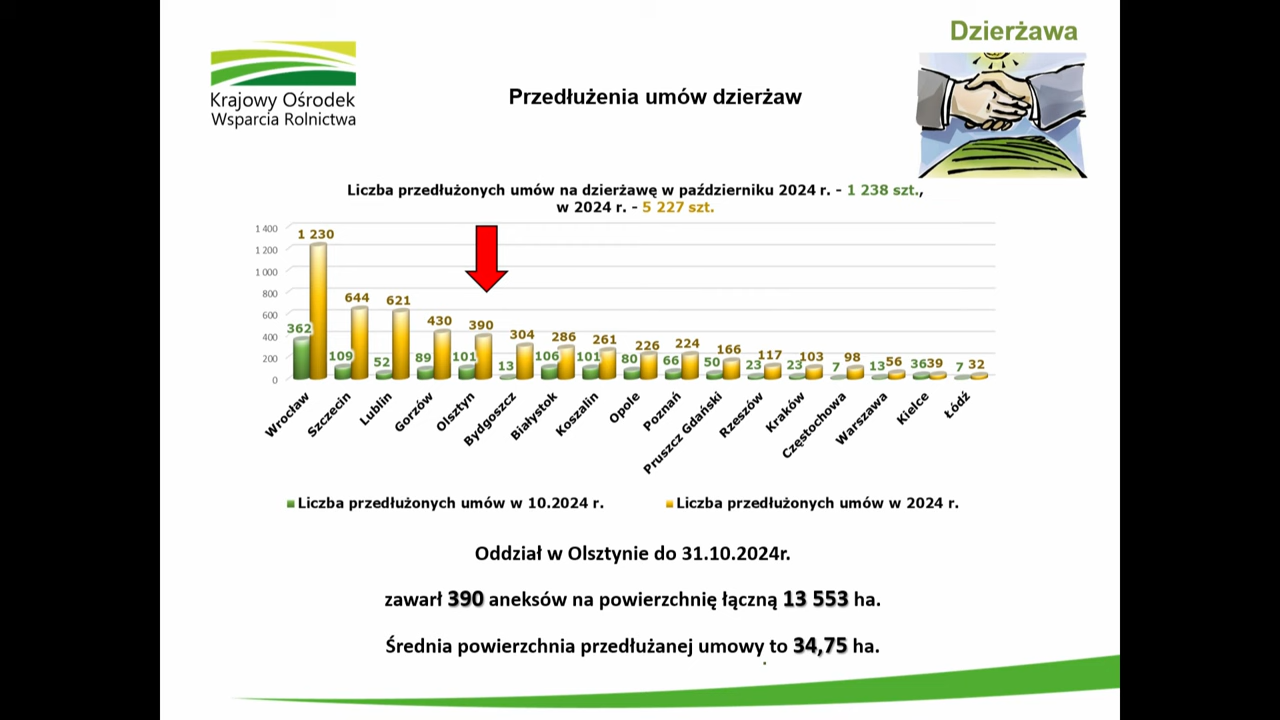 Dzierżawa
Krajowy Ośrodek
Wsparcia Rolnictwa
Przedłużenia umów dzierżaw
Liczba przedłużonych umów na dzierżawę w październiku 2024 r. - 1 238 szt.,
w 2024 r. - 5 227 szt.
1 400
1 200
1 000
800
600
400
200
0
362 1 230
109 644
52 621
89 430
101 390
13 304
106 286
101 261
80 226
66 224
50 166
23 117
23 103
7 98
13 56
36 39
7 32
Wrocław
Szczecin
Lublin
Gorzów
Olsztyn
Bydgoszcz
Białystok
Koszalin
Opole
Poznań
Pruszcz Gdański
Rzeszów
Kraków
Częstochowa
Warszawa
Kielce
Łódź
Liczba przedłużonych umów w 10.2024 r.
Liczba przedłużonych umów w 2024 r.
Oddział w Olsztynie do 31.10.2024r.
zawarł 390 aneksów na powierzchnię łączną 13 553 ha.
Średnia powierzchnia przedłużanej umowy to 34,75 ha.